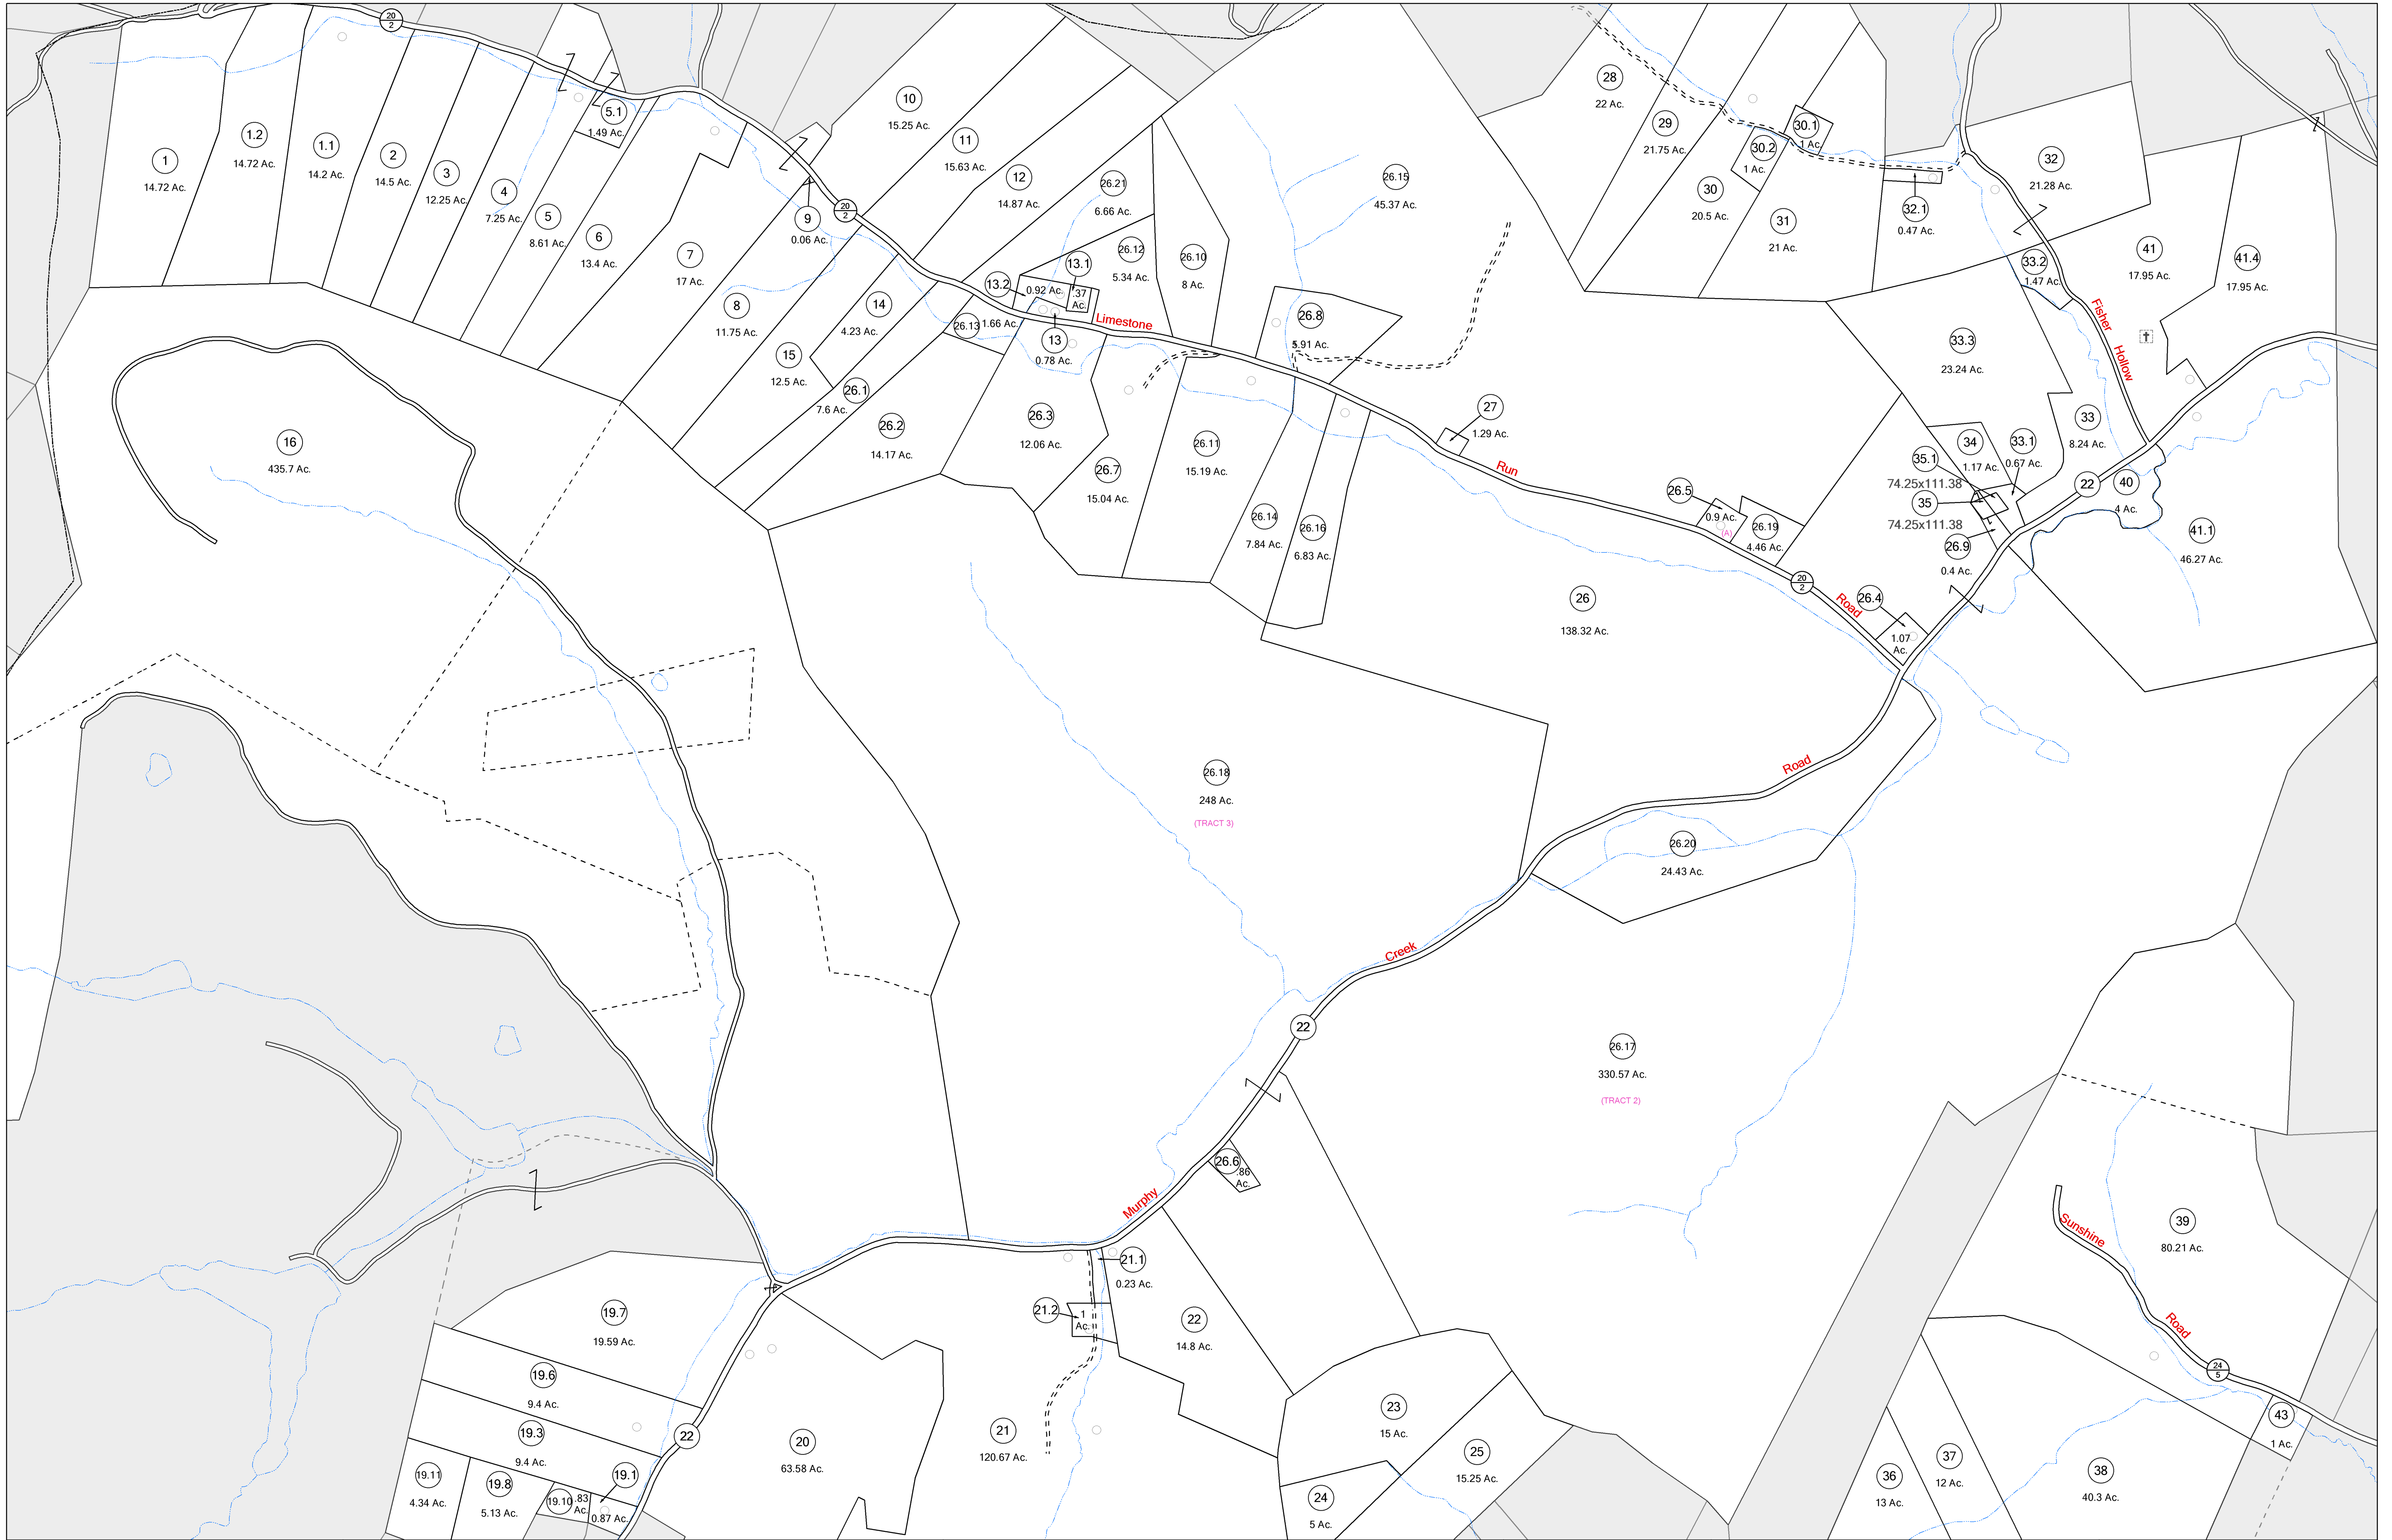 20
2
1
14.72 Ac.
1.2
14.72 Ac.
1.1
14.2 Ac.
2
14.5 Ac.
3
12.25 Ac.
4
7.25 Ac.
5
8.61 Ac.
5.1
1.49 Ac.
6
13.4 Ac.
7
17 Ac.
8
11.75 Ac.
9
0.06 Ac.
20
2
10
15.25 Ac.
11
15.63 Ac.
12
14.87 Ac.
26.21
6.66 Ac.
26.12
5.34 Ac.
26.10
8 Ac.
13.1
.37
Ac.
13.2
0.92 Ac.
13
0.78 Ac.
26.13
1.66 Ac.
14
4.23 Ac.
15
12.5 Ac.
26.1
7.6 Ac.
26.2
14.17 Ac.
26.3
12.06 Ac.
26.7
15.04 Ac.
26.11
15.19 Ac.
26.14
7.84 Ac.
26.16
6.83 Ac.
26.8
5.91 Ac.
26.15
45.37 Ac.
27
1.29 Ac.
Limestone
Run
Road
28
22 Ac.
29
21.75 Ac.
30
20.5 Ac.
30.1
1 Ac.
30.2
1 Ac.
31
21 Ac.
32
21.28 Ac.
32.1
0.47 Ac.
33.2
1.47 Ac.
41
17.95 Ac.
41.4
17.95 Ac.
Fisher
Hollow
33.3
23.24 Ac.
33
8.24 Ac.
34
1.17 Ac.
33.1
0.67 Ac.
35.1
74.25x111.38
35
74.25x111.38
26.9
0.4 Ac.
22
40
4 Ac.
41.1
46.27 Ac.
26.5
0.9 Ac.
(A)
26.19
4.46 Ac.
20
2
26.4
1.07
Ac.
26
138.32 Ac.
16
435.7 Ac.
26.18
248 Ac.
(TRACT 3)
Road
26.20
24.43 Ac.
Creek
22
26.17
330.57 Ac.
(TRACT 2)
26.6
.86
Ac.
Murphy
21.1
0.23 Ac.
21.2
1
Ac.
22
14.8 Ac.
19.7
19.59 Ac.
19.6
9.4 Ac.
19.3
9.4 Ac.
19.11
4.34 Ac.
19.8
5.13 Ac.
19.10
.83
Ac.
19.1
0.87 Ac.
22
20
63.58 Ac.
21
120.67 Ac.
23
15 Ac.
24
5 Ac.
25
15.25 Ac.
39
80.21 Ac.
Sunshine
Road
24
5
43
1 Ac.
36
13 Ac.
37
12 Ac.
38
40.3 Ac.